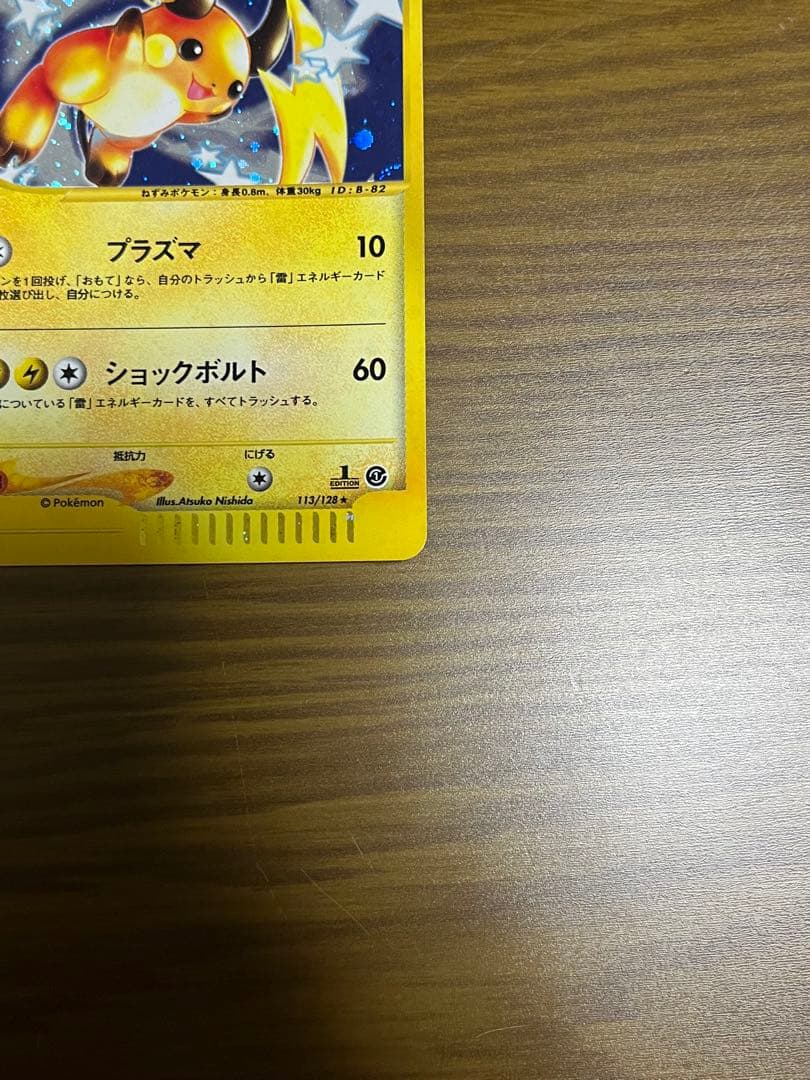 ねずみポケモン：身長0.8m、体重30kg ID:B-82
プラズマ 10
ンを1回投げ、「おもて」なら、自分のトラッシュから「雷」エネルギーカード
枚選び出し、自分につける。
ショックボルト 60
についている「雷」エネルギーカードを、すべてトラッシュする。
抵抗力 にげる
1 EDITION
© Pokémon Illus.Atsuko Nishida 113/128★